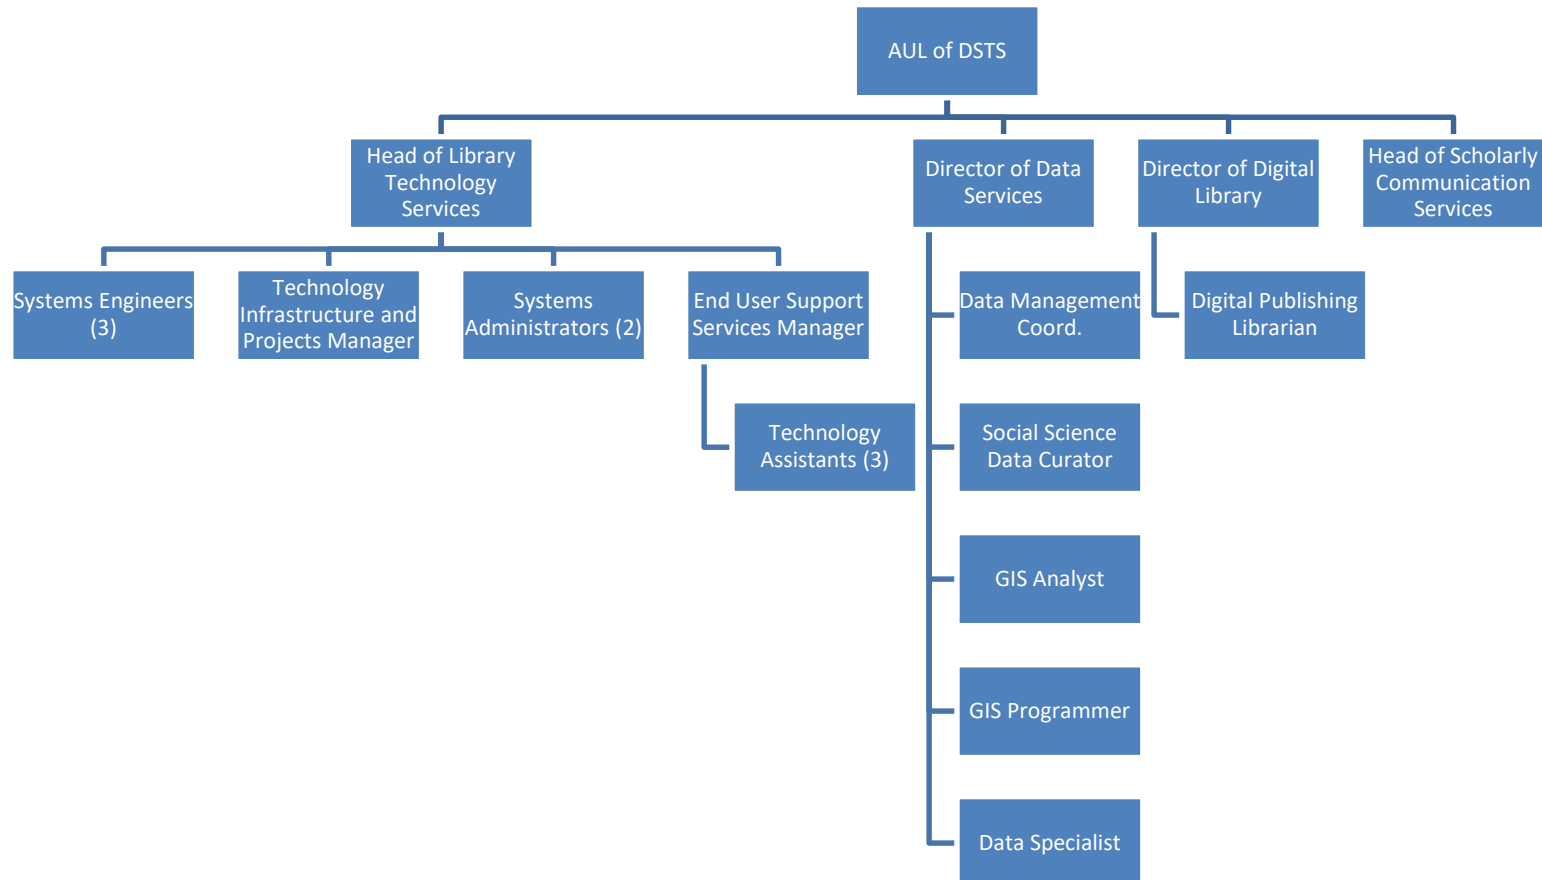 AUL of DSTS
Head of Library
Technology
Services
Director of Data
Services
Director of Digital
Library
Head of Scholarly
Communication
Services
Systems Engineers
(3)
Technology
Infrastructure and
Projects Manager
Systems
Administrators (2)
End User Support
Services Manager
Data Management
Coord.
Digital Publishing
Librarian
Technology
Assistants (3)
Social Science
Data Curator
GIS Analyst
GIS Programmer
Data Specialist